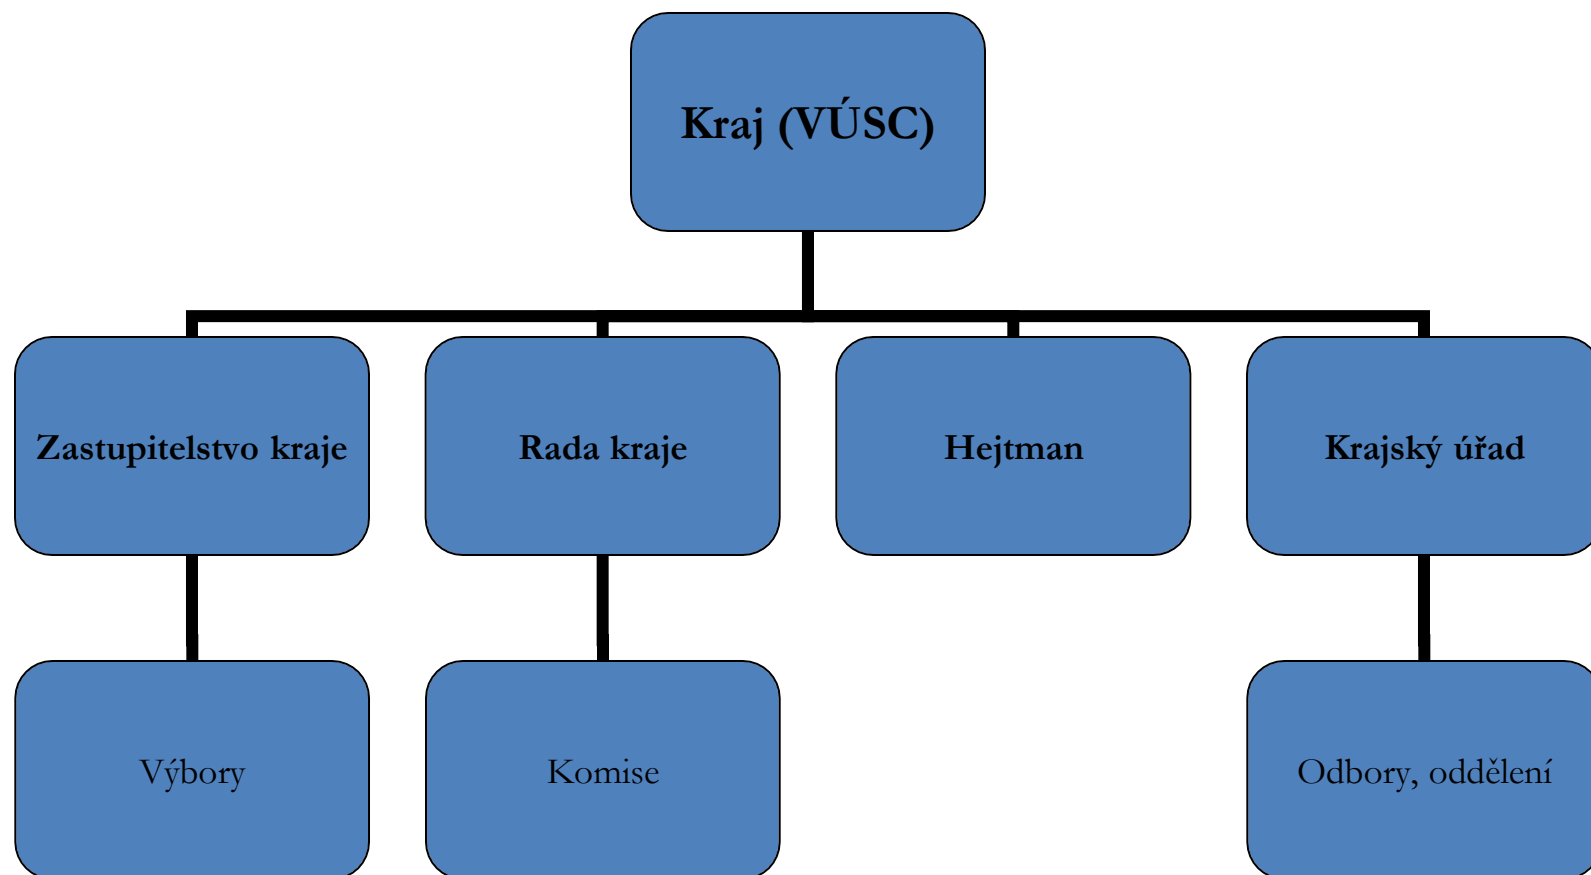 Kraj (VÚSC)
Zastupitelstvo kraje
Rada kraje
Hejtman
Krajský úřad
Výbory
Komise
Odbory, oddělení